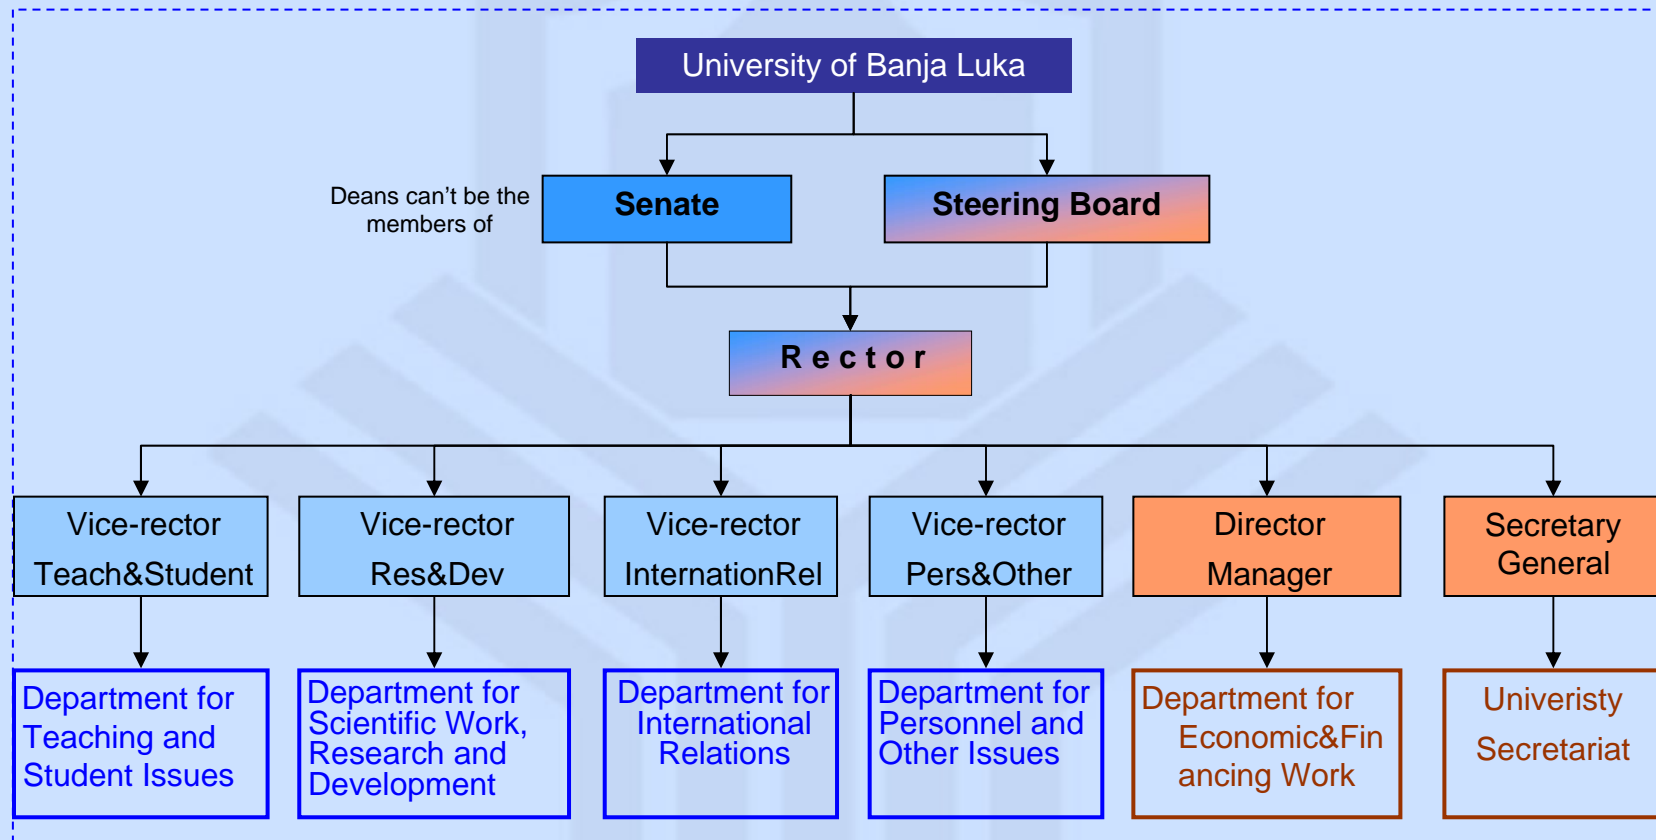 University of Banja Luka
Deans can't be the
members of
Senate
Steering Board
R e c t o r
Vice-rector
Teach&Student
Vice-rector
Res&Dev
Vice-rector
InternationRel
Vice-rector
Pers&Other
Director
Manager
Secretary
General
Department for
Teaching and
Student Issues
Department for
Scientific Work,
Research and
Development
Department for
International
Relations
Department for
Personnel and
Other Issues
Department for
Economic&Fin
ancing Work
Univeristy
Secretariat